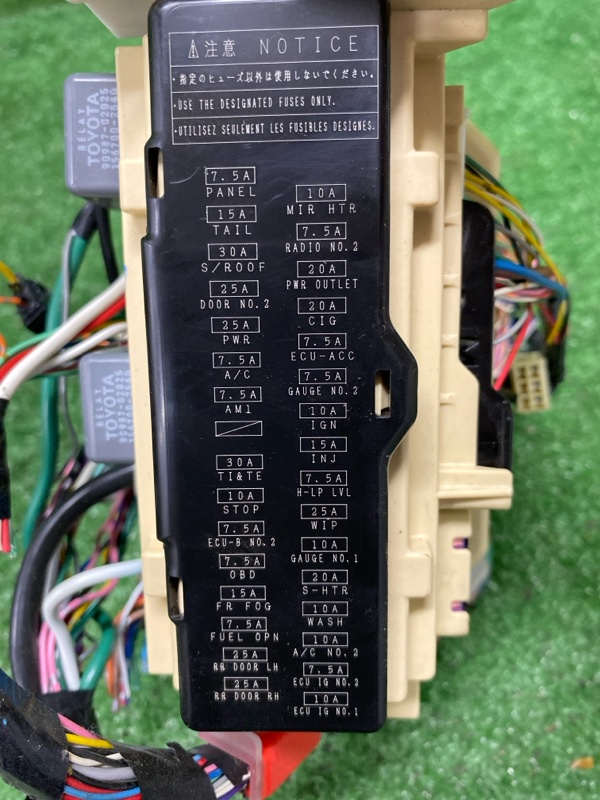 ⚠注意 NOTICE
・指定のヒューズ以外は使用しないでください。
・USE THE DESIGNATED FUSES ONLY.
・UTILISEZ SEULEMENT LES FUSIBLES DESIGNES.
7.5A
PANEL
15A
TAIL
30A
S/ROOF
25A
DOOR NO.2
25A
PWR
7.5A
A/C
7.5A
AM1
30A
TI&TE
10A
STOP
7.5A
ECU-B NO.2
7.5A
OBD
15A
FR FOG
7.5A
FUEL OPN
25A
RR DOOR LH
25A
RR DOOR RH
10A
MIR HTR
7.5A
RADIO NO.2
20A
PWR OUTLET
20A
CIG
7.5A
ECU-ACC
7.5A
GAUGE NO.2
10A
IGN
15A
INJ
7.5A
H-LP LVL
25A
WIP
10A
GAUGE NO.1
20A
S-HTR
10A
WASH
10A
A/C NO.2
7.5A
ECU IG NO.2
10A
ECU IG NO.1
RELAY
TOYOTA
90987-02025
RELAY
TOYOTA
90987-02025